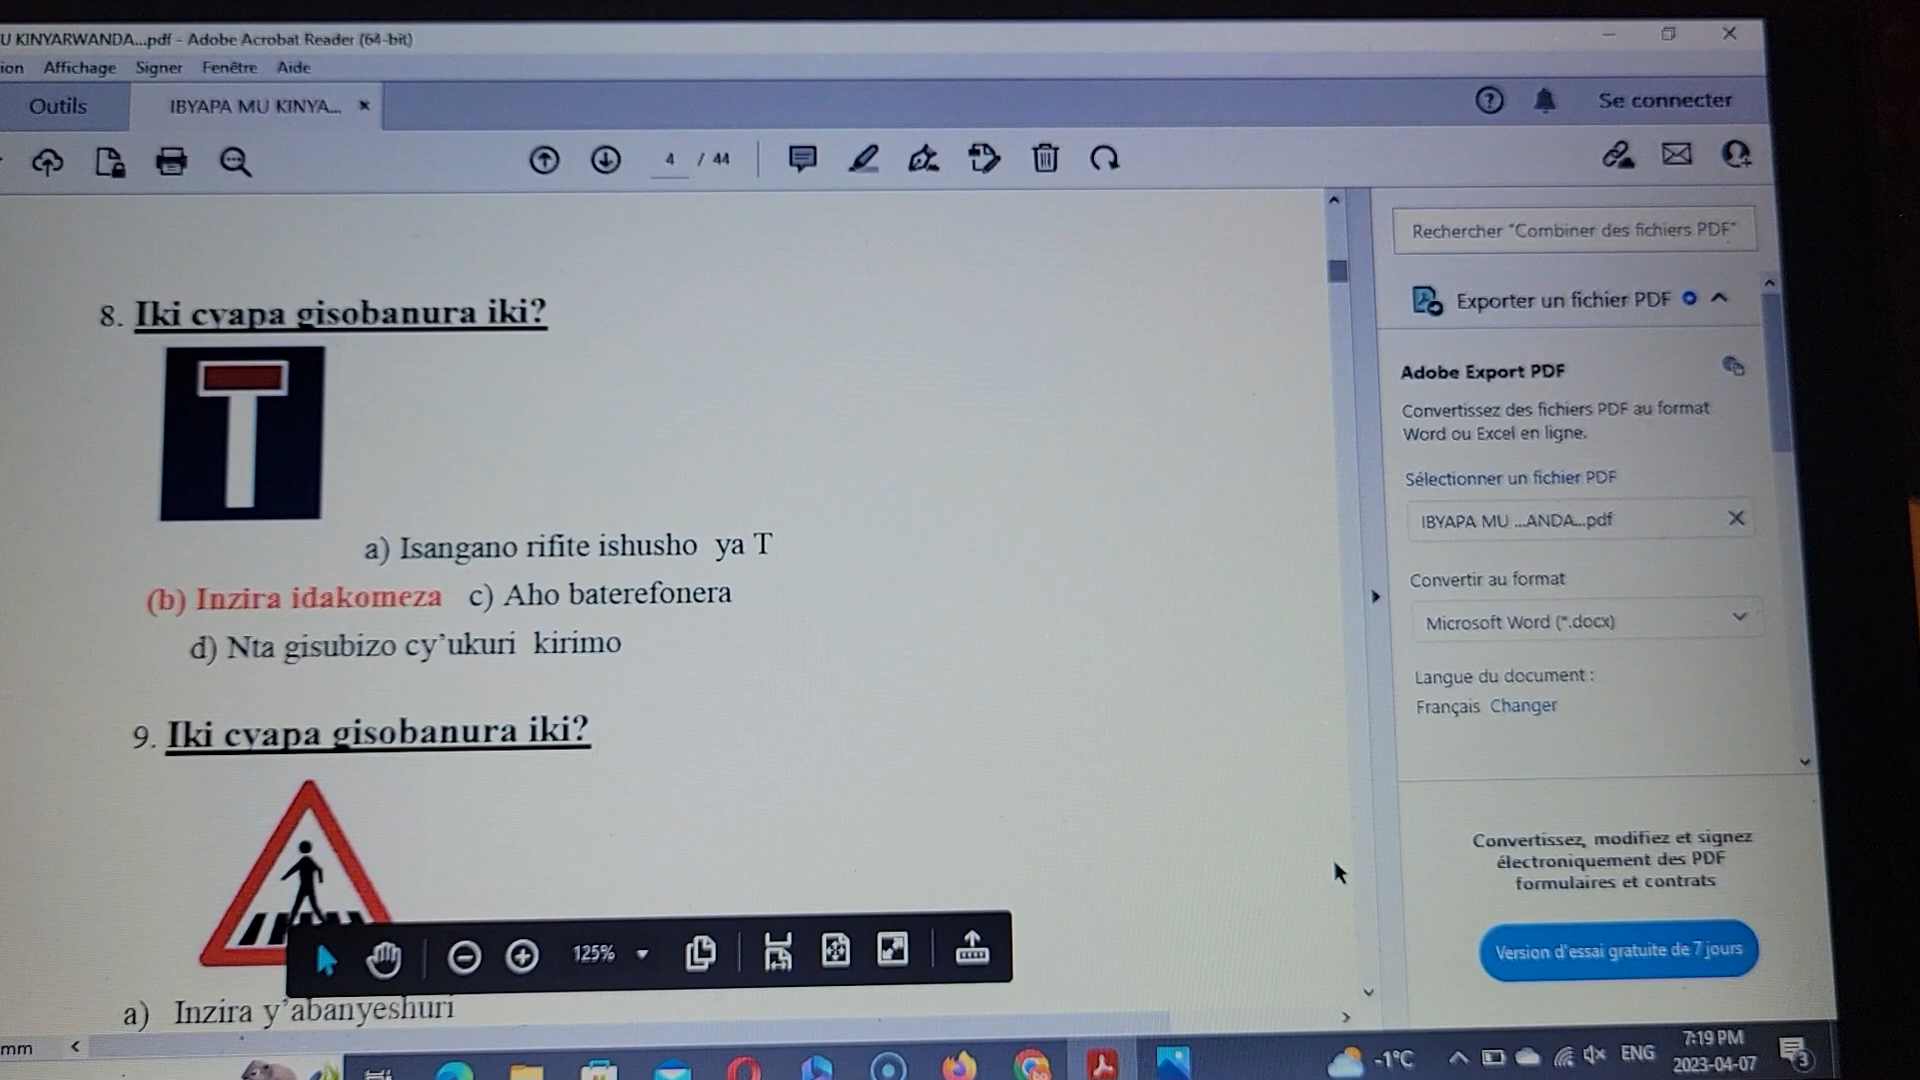 U KINYARWANDA...pdf - Adobe Acrobat Reader (64-bit)
ion Affichage Signer Fenêtre Aide
Outils IBYAPA MU KINYA... Se connecter
4 / 44
Rechercher "Combiner des fichiers PDF"
Exporter un fichier PDF
Adobe Export PDF
Convertissez des fichiers PDF au format
Word ou Excel en ligne.
Sélectionner un fichier PDF
IBYAPA MU ...ANDA...pdf
Convertir au format
Microsoft Word (*.docx)
Langue du document :
Français Changer
Convertissez, modifiez et signez
électroniquement des PDF
formulaires et contrats
Version d'essai gratuite de 7 jours
8. Iki cyapa gisobanura iki?
T
a) Isangano rifite ishusho ya T
(b) Inzira idakomeza c) Aho baterefonera
d) Nta gisubizo cy'ukuri kirimo
9. Iki cyapa gisobanura iki?
125%
a) Inzira y'abanyeshuri
mm
-1°C ENG 7:19 PM
2023-04-07
3